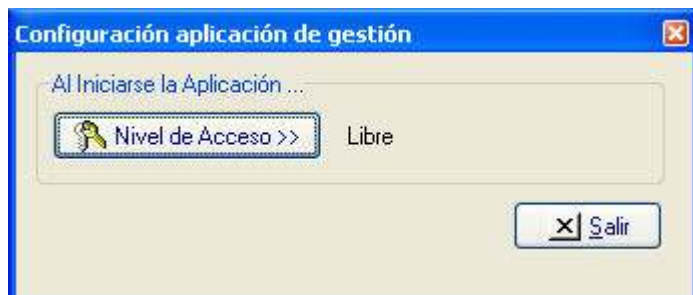 Configuración aplicación de gestión
Al Iniciarse la Aplicación ...
Nivel de Acceso >> Libre
Salir